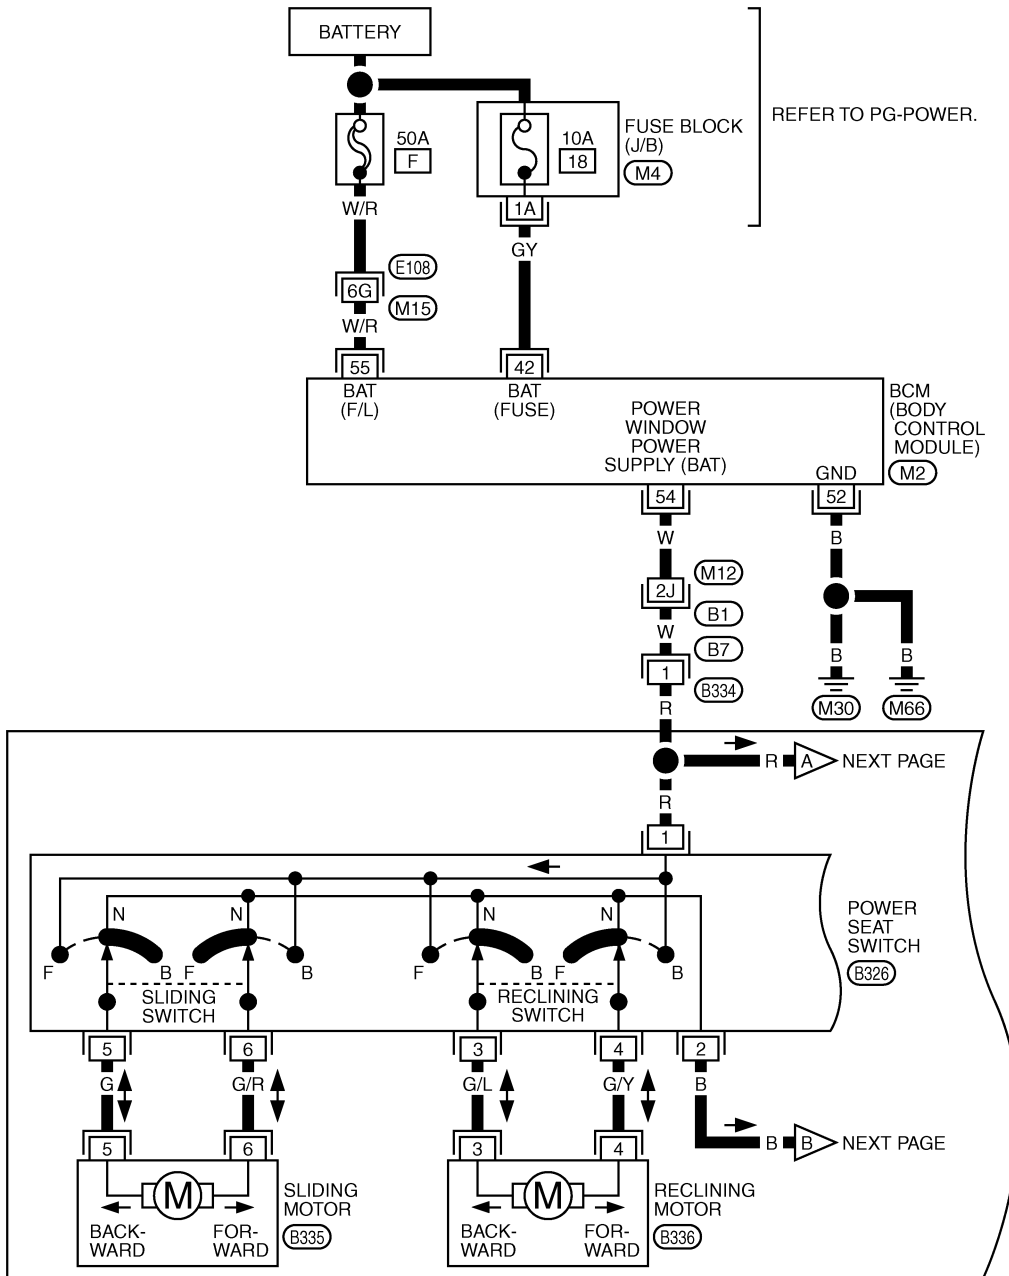 BATTERY
REFER TO PG-POWER.
50A
F
10A
18
FUSE BLOCK
(J/B)
M4
W/R
1A
GY
E108
6G
M15
W/R
55
42
BAT
(F/L)
BAT
(FUSE)
POWER
WINDOW
POWER
SUPPLY (BAT)
BCM
(BODY
CONTROL
MODULE)
M2
GND
54
52
W
B
M12
2J
B1
W
B7
B
B
1
B334
R
M30
M66
R
A
NEXT PAGE
R
1
N
N
N
N
F
B
F
B
F
B
F
B
SLIDING
SWITCH
RECLINING
SWITCH
POWER
SEAT
SWITCH
B326
5
6
3
4
2
G
G/R
G/L
G/Y
B
B
B
NEXT PAGE
5
6
3
4
M
M
BACK-
WARD
FOR-
WARD
SLIDING
MOTOR
B335
BACK-
WARD
FOR-
WARD
RECLINING
MOTOR
B336